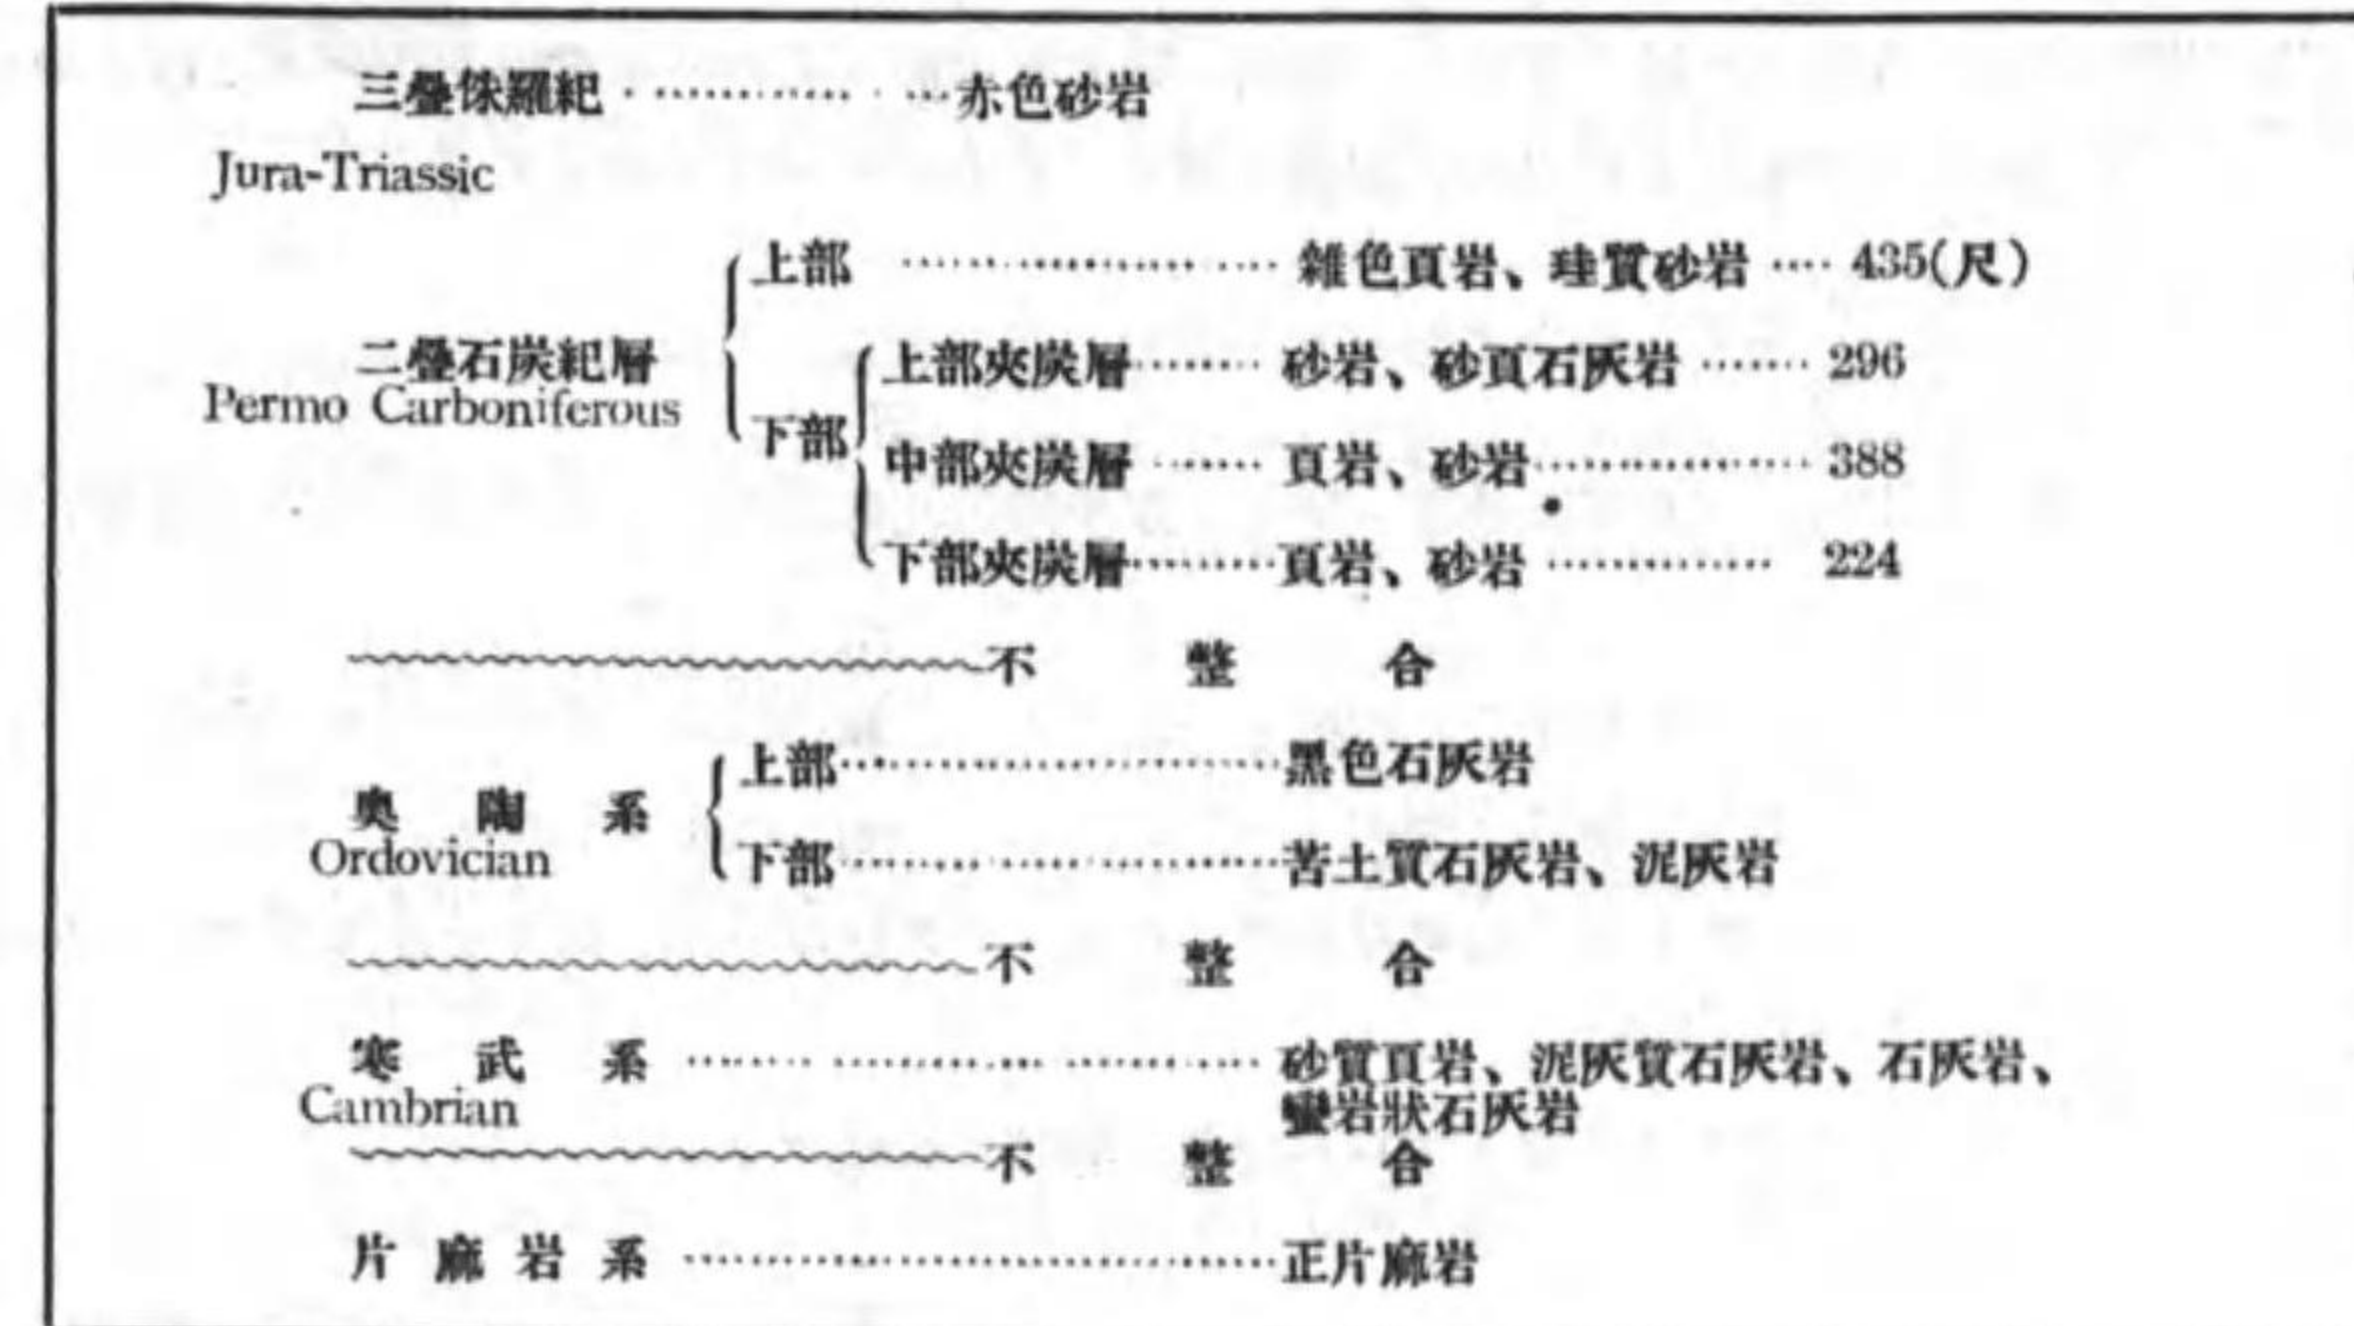 三疊侏羅紀……………赤色砂岩
Jura-Triassic
上部……………雜色頁岩、珪質砂岩…435(尺)
二疊石炭紀層
Permo Carboniferous
下部
上部夾炭層……砂岩、砂頁石灰岩……296
中部夾炭層……頁岩、砂岩……………388
下部夾炭層……頁岩、砂岩……………224
不整合
奥陶系
Ordovician
上部……………黑色石灰岩
下部……………苦土質石灰岩、泥灰岩
不整合
寒武系……………砂質頁岩、泥灰質石灰岩、石灰岩、
Cambrian
蠻岩狀石灰岩
不整合
片麻岩系……………正片麻岩